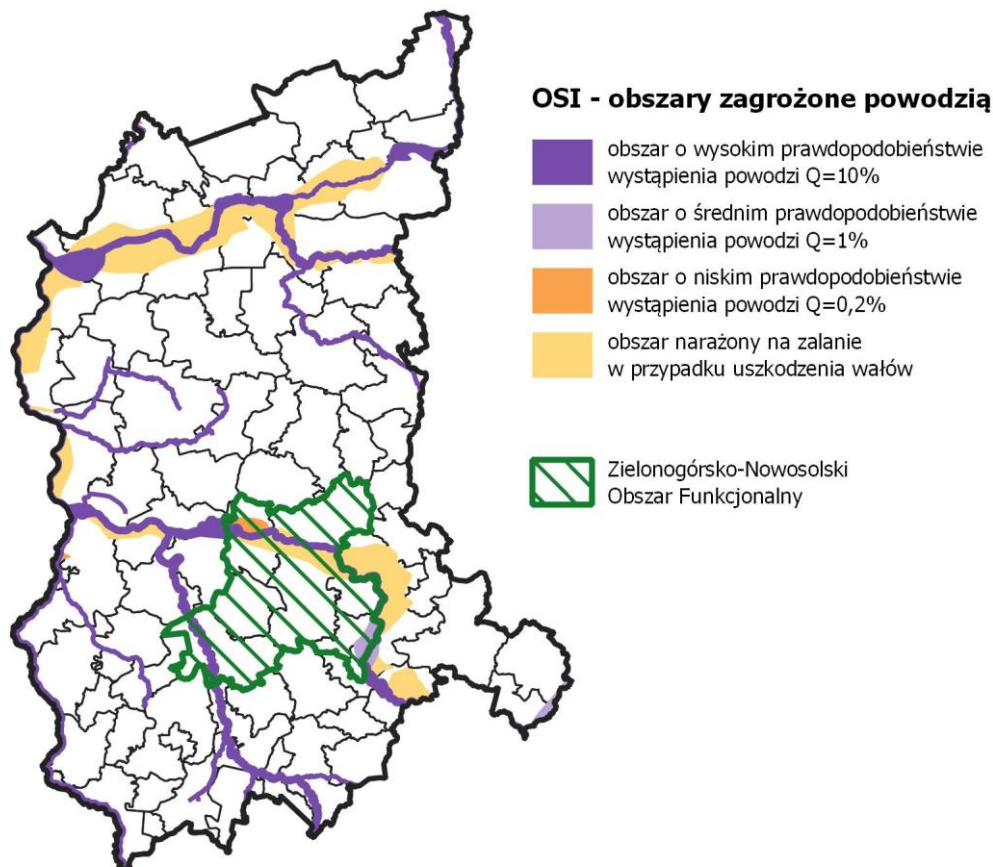 OSI - obszary zagrożone powodzią
obszar o wysokim prawdopodobieństwie
wystąpienia powodzi Q=10%
obszar o średnim prawdopodobieństwie
wystąpienia powodzi Q=1%
obszar o niskim prawdopodobieństwie
wystąpienia powodzi Q=0,2%
obszar narażony na zalanie
w przypadku uszkodzenia wałów
Zielonogórsko-Nowosolski
Obszar Funkcjonalny